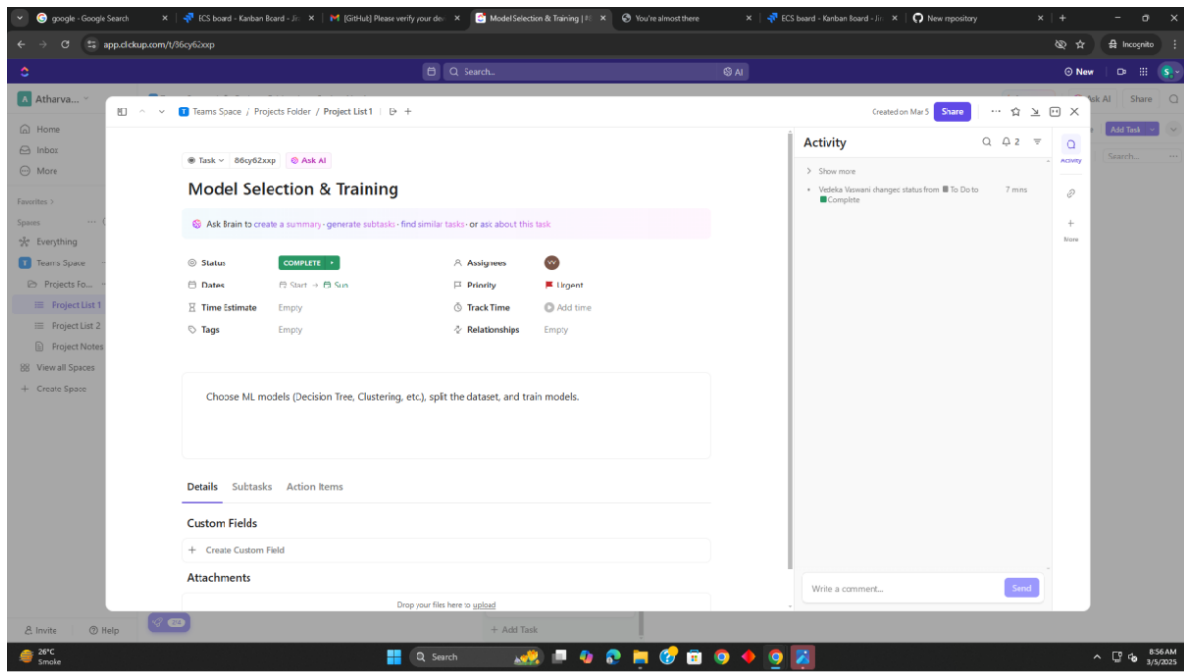 google - Google Search
ECS board - Kanban Board - Jir
[GitHub] Please verify your dev
Model Selection & Training | #8
You're almost there
ECS board - Kanban Board - Jir
New repository
app.clickup.com/t/86cy62xxp
Incognito
Search...
AI
New
S
A Atharva...
Teams Space / Projects Folder / Project List 1
Created on Mar 5
Share
Ask AI
Share
Home
Inbox
More
Favorites
Spaces
Everything
Teams Space
Projects Fo...
Project List 1
Project List 2
Project Notes
View all Spaces
Create Space
Invite
Help
Task
86cy62xxp
Ask AI
Model Selection & Training
Ask Brain to create a summary · generate subtasks · find similar tasks · or ask about this task
Status
COMPLETE
Assignees
VV
Dates
Start → Sun
Priority
Urgent
Time Estimate
Empty
Track Time
Add time
Tags
Empty
Relationships
Empty
Choose ML models (Decision Tree, Clustering, etc.), split the dataset, and train models.
Details
Subtasks
Action Items
Custom Fields
Create Custom Field
Attachments
Drop your files here to upload
Activity
2
Show more
Vedeka Vaswani changed status from To Do to
Complete
7 mins
Activity
More
Write a comment...
Send
Add Task
Search...
+ Add Task
26°C
Smoke
Search
8:56 AM
3/5/2025